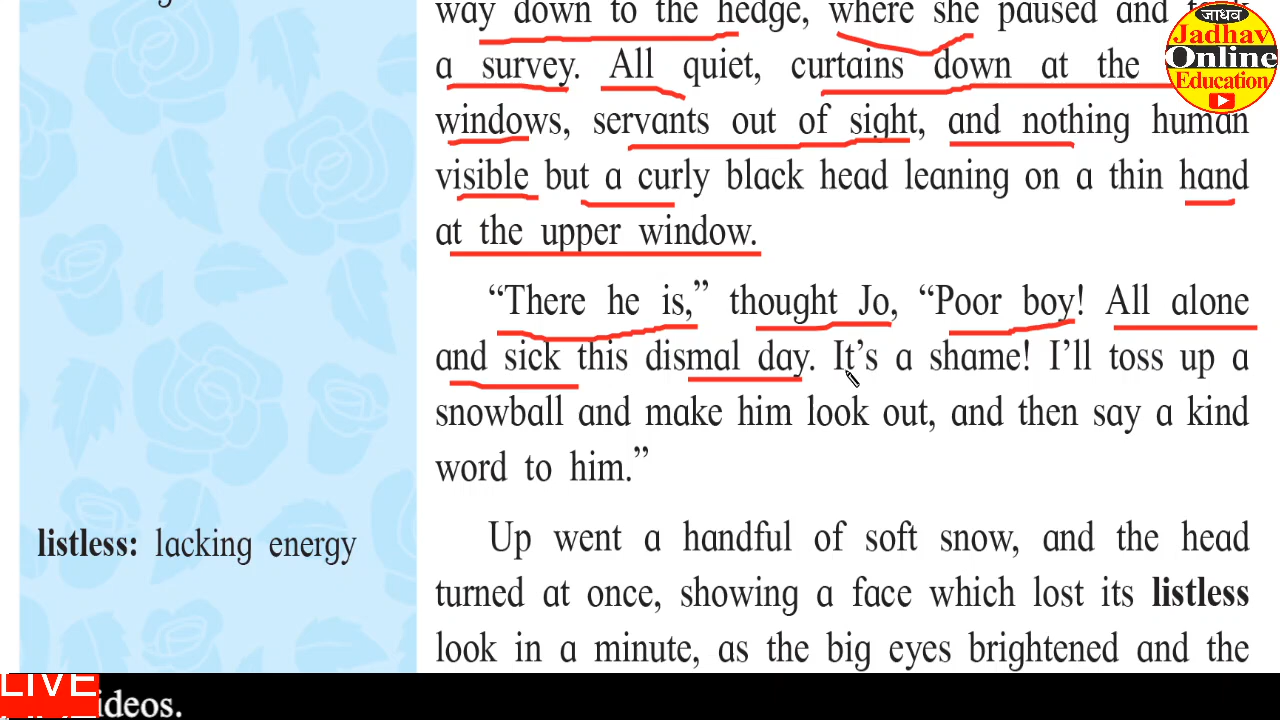 way down to the hedge, where she paused and
a survey. All quiet, curtains down at the
windows, servants out of sight, and nothing human
visible but a curly black head leaning on a thin hand
at the upper window.
“There he is,” thought Jo, “Poor boy! All alone
and sick this dismal day. It’s a shame! I’ll toss up a
snowball and make him look out, and then say a kind
word to him.”
Up went a handful of soft snow, and the head
turned at once, showing a face which lost its listless
look in a minute, as the big eyes brightened and the
listless: lacking energy
जाधव
Jadhav
Online
Education
LIVE
ideos.